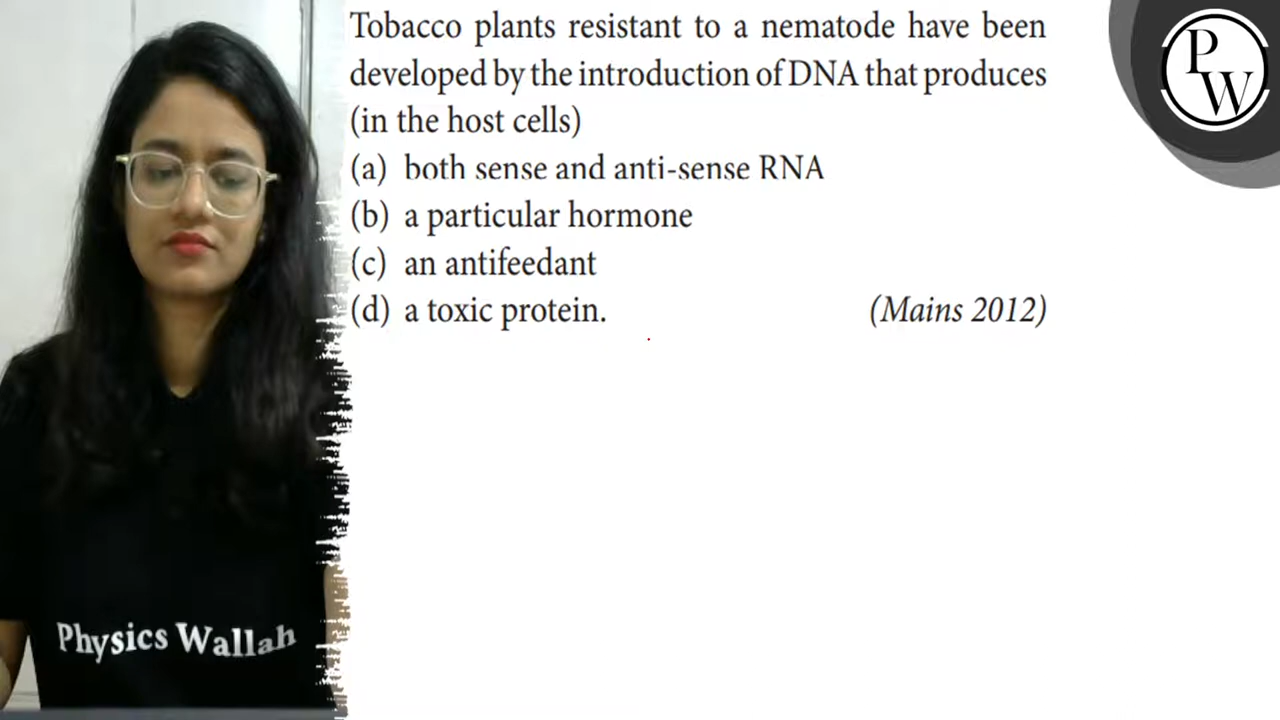 Tobacco plants resistant to a nematode have been
developed by the introduction of DNA that produces
(in the host cells)
(a) both sense and anti-sense RNA
(b) a particular hormone
(c) an antifeedant
(d) a toxic protein. (Mains 2012)
P
W
Physics Wallah